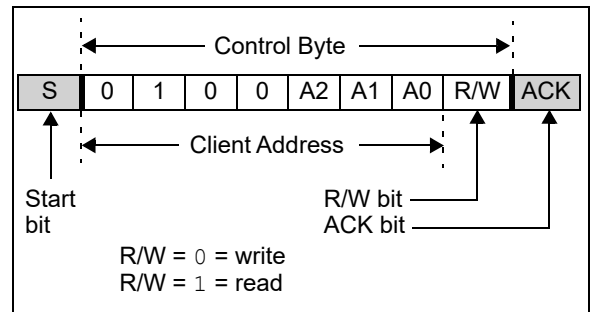 Control Byte
S 0 1 0 0 A2 A1 A0 R/W ACK
Client Address
Start
bit
R/W bit
ACK bit
R/W = 0 = write
R/W = 1 = read